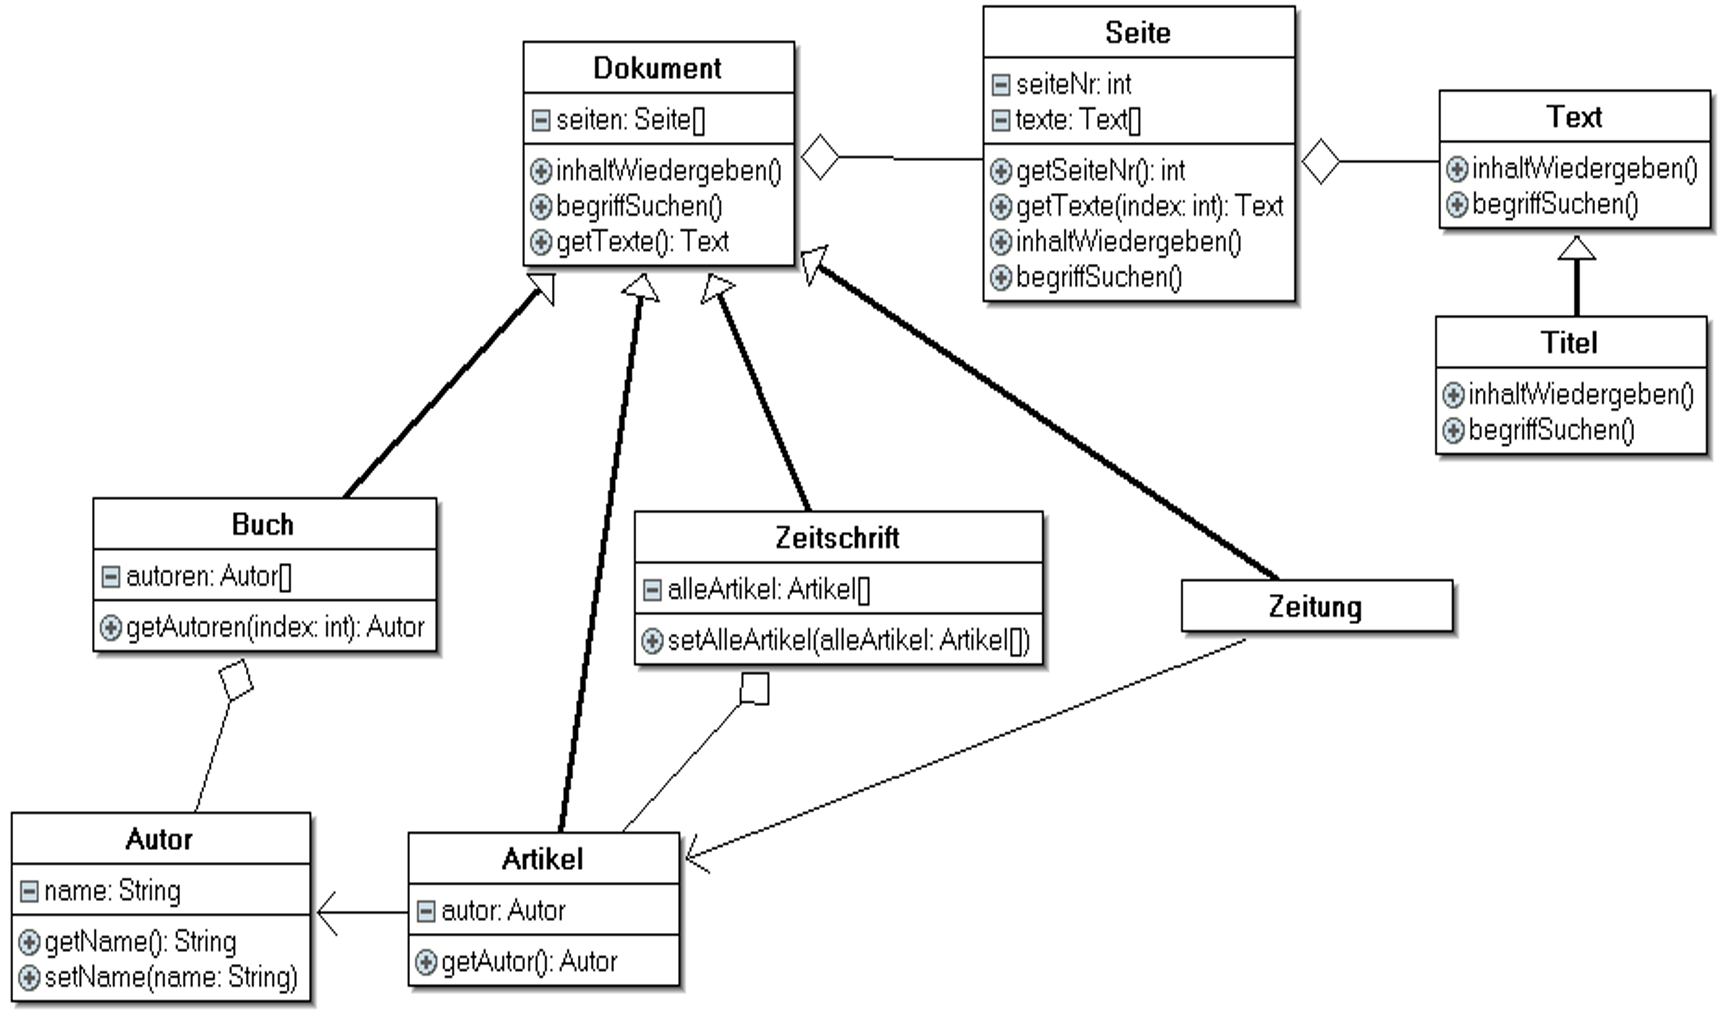 Dokument
seiten: Seite[]
inhaltWiedergeben()
begriffSuchen()
getTexte(): Text
Seite
seiteNr: int
texte: Text[]
getSeiteNr(): int
getTexte(index: int): Text
inhaltWiedergeben()
begriffSuchen()
Text
inhaltWiedergeben()
begriffSuchen()
Titel
inhaltWiedergeben()
begriffSuchen()
Buch
autoren: Autor[]
getAutoren(index: int): Autor
Zeitschrift
alleArtikel: Artikel[]
setAlleArtikel(alleArtikel: Artikel[])
Zeitung
Autor
name: String
getName(): String
setName(name: String)
Artikel
autor: Autor
getAutor(): Autor